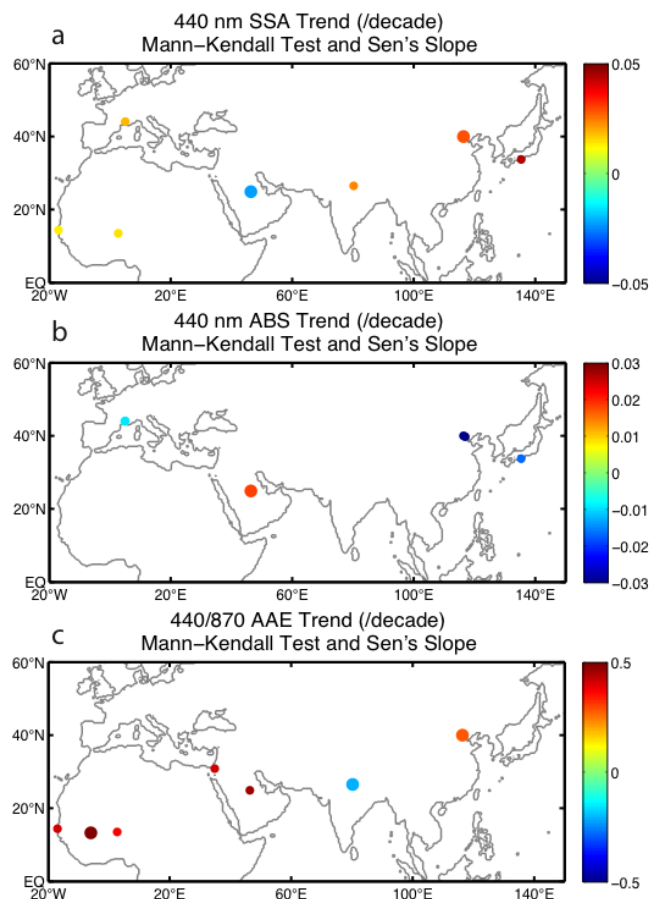 a
440 nm SSA Trend (/decade)
Mann−Kendall Test and Sen's Slope
60°N
40°N
20°N
EQ
20°W
20°E
60°E
100°E
140°E
0.05
0
−0.05
b
440 nm ABS Trend (/decade)
Mann−Kendall Test and Sen's Slope
60°N
40°N
20°N
EQ
20°W
20°E
60°E
100°E
140°E
0.03
0.02
0.01
0
−0.01
−0.02
−0.03
c
440/870 AAE Trend (/decade)
Mann−Kendall Test and Sen's Slope
60°N
40°N
20°N
EQ
20°W
20°E
60°E
100°E
140°E
0.5
0
−0.5